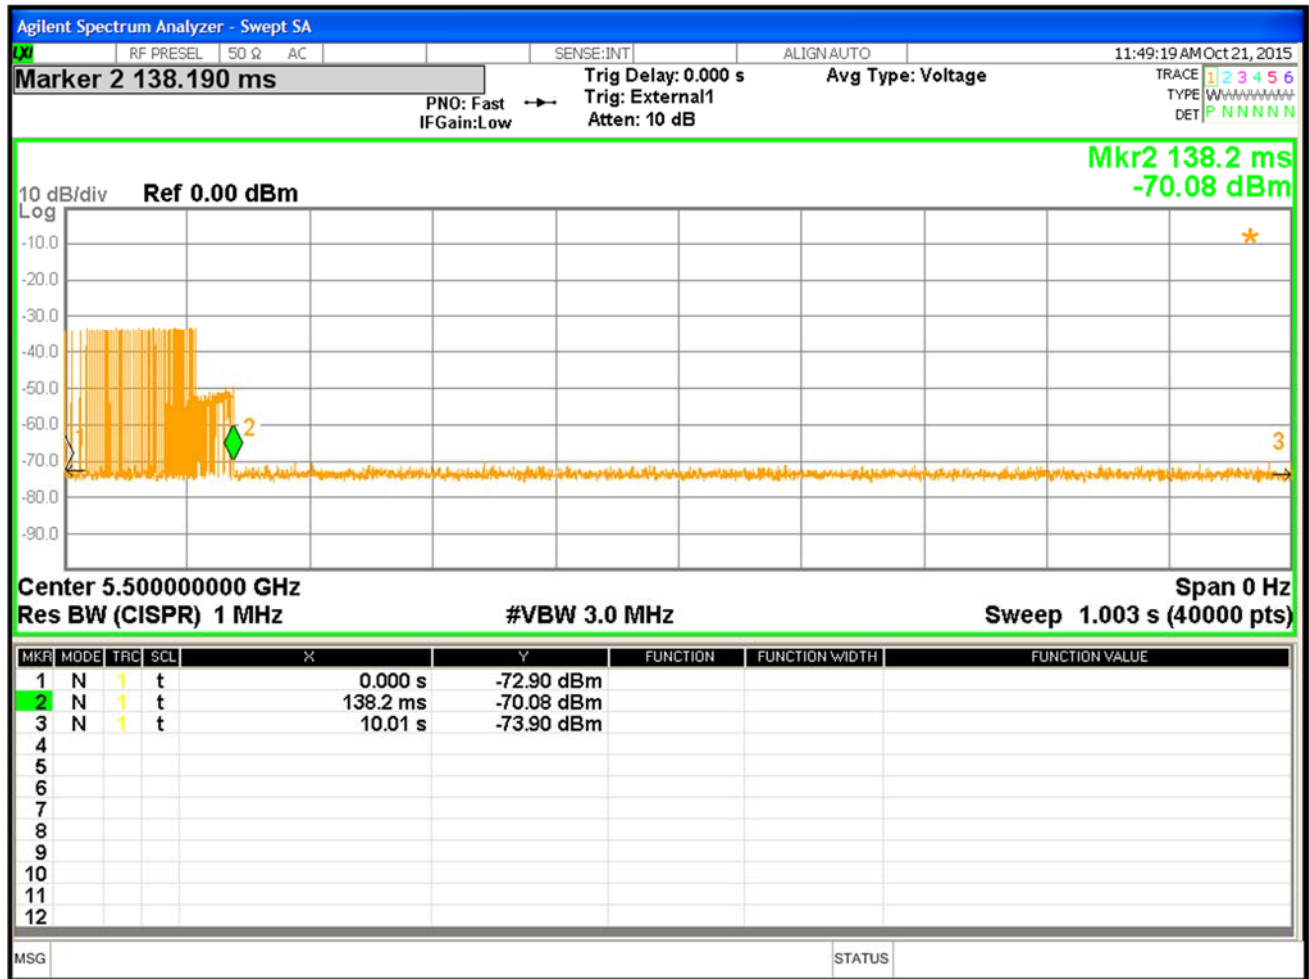 Agilent Spectrum Analyzer - Swept SA
LXI RF PRESEL 50 Ω AC SENSE:INT ALIGN AUTO 11:49:19 AM Oct 21, 2015
Marker 2 138.190 ms
PNO: Fast
IFGain:Low
Trig Delay: 0.000 s
Trig: External1
Atten: 10 dB
Avg Type: Voltage
TRACE 1 2 3 4 5 6
TYPE W
DET P N N N N N
Mkr2 138.2 ms
-70.08 dBm
10 dB/div Ref 0.00 dBm
Log
-10.0
-20.0
-30.0
-40.0
-50.0
-60.0
-70.0
-80.0
-90.0
1
2
3
*
Center 5.500000000 GHz Span 0 Hz
Res BW (CISPR) 1 MHz #VBW 3.0 MHz Sweep 1.003 s (40000 pts)
MKR MODE TRC SCL X Y FUNCTION FUNCTION WIDTH FUNCTION VALUE
1 N 1 t 0.000 s -72.90 dBm
2 N 1 t 138.2 ms -70.08 dBm
3 N 1 t 10.01 s -73.90 dBm
4
5
6
7
8
9
10
11
12
MSG STATUS